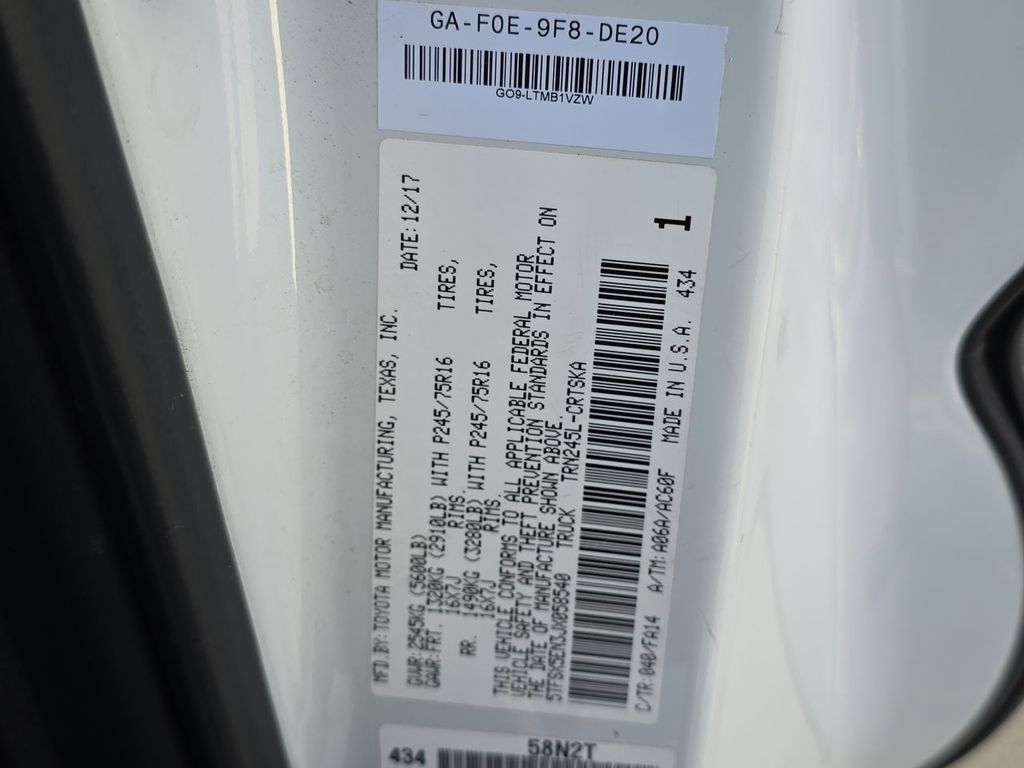 GA-F0E-9F8-DE20
GO9-LTMB1VZW
MFD.BY:TOYOTA MOTOR MANUFACTURING, TEXAS, INC.
DATE:12/17
GVWR:2545KG(5600LB)
GAWR:FRT. 1320KG(2910LB)WITH P245/75R16 TIRES,
16X7J RIMS.
RR. 1490KG(3280LB)WITH P245/75R16 TIRES,
16X7J RIMS.
THIS VEHICLE CONFORMS TO ALL APPLICABLE FEDERAL MOTOR
VEHICLE SAFETY AND THEFT PREVENTION STANDARDS IN EFFECT ON
THE DATE OF MANUFACTURE SHOWN ABOVE.
5TFSX5EN3JX058540 TRUCK TRN245L-CRTSKA
1
C/TR:040/FA14 A/TM:A06A/AC60F MADE IN U.S.A. 434
58N2T
434